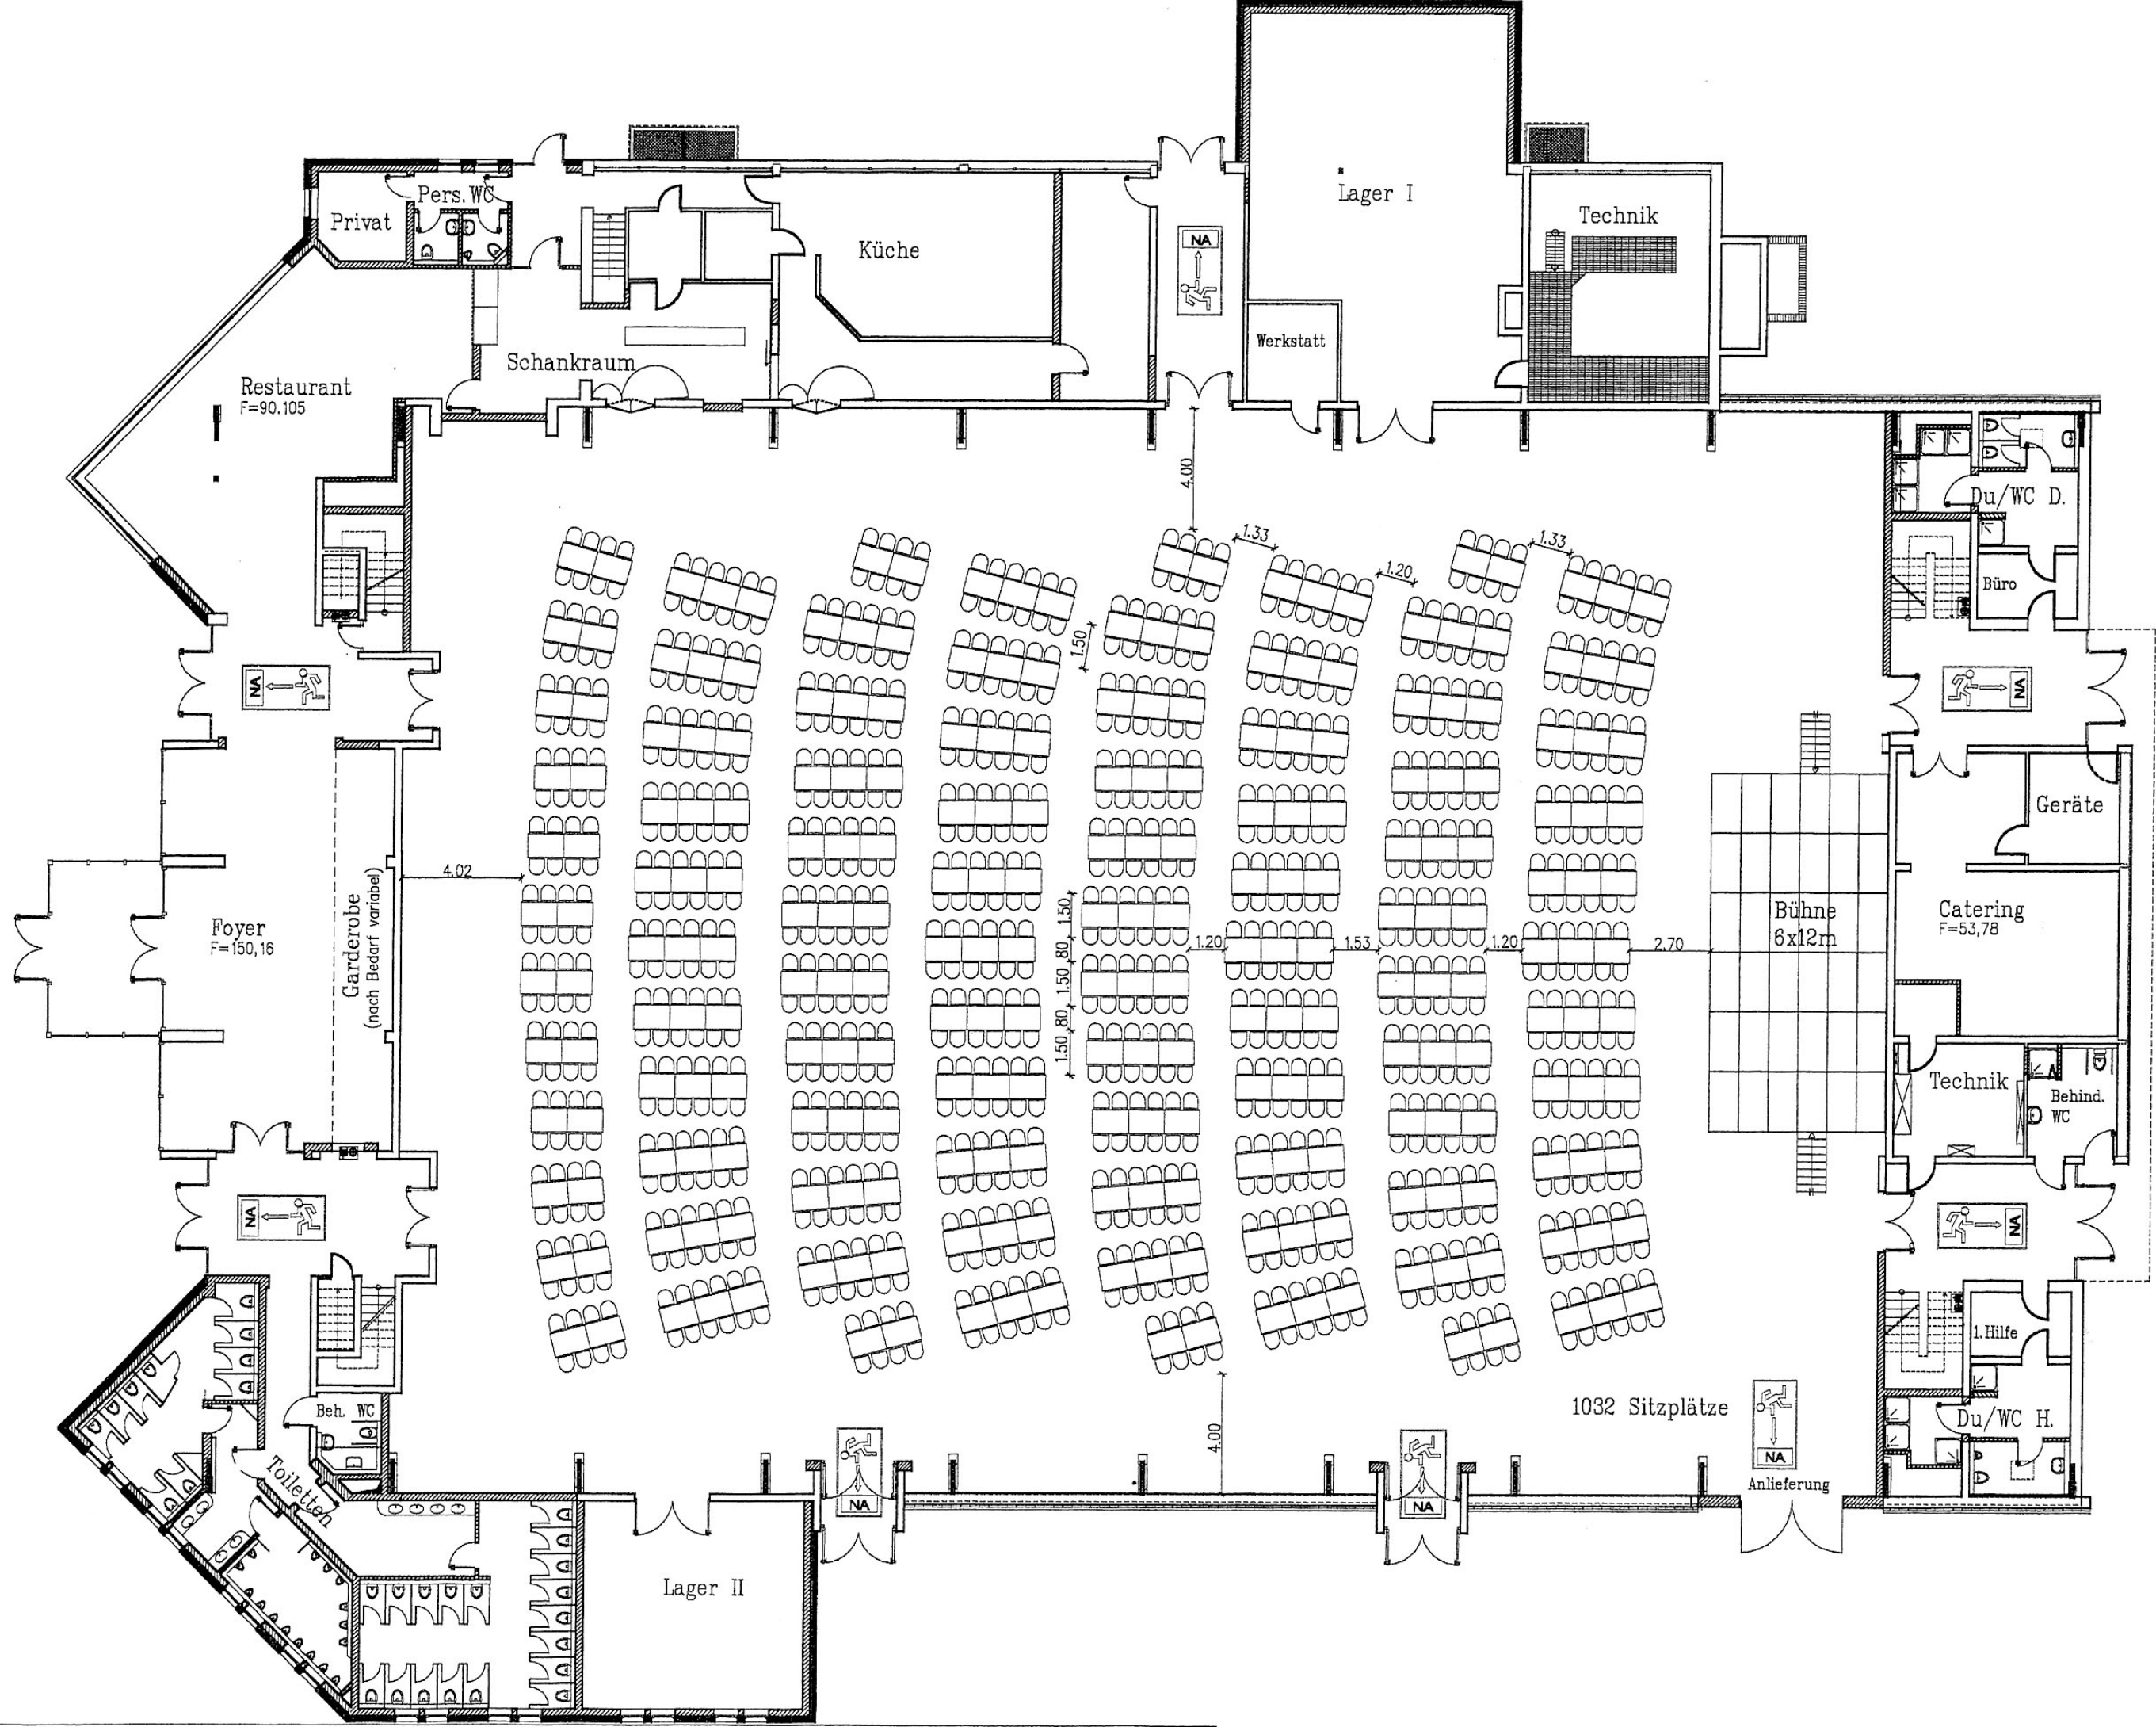 Lager I
Pers. WC
Privat
Technik
NA
Küche
Werkstatt
Schankraum
Restaurant
F=90.105
4.00
Du/WC D.
1.33
1.33
1.20
Büro
1.50
NA
NA
Geräte
4.02
Garderobe
(nach Bedarf variabel)
Foyer
F=150,16
1.50
80
1.50
80
1.50
1.20
1.53
1.20
2.70
Bühne
6x12m
Catering
F=53,78
Technik
Behind.
WC
NA
NA
1.Hilfe
1032 Sitzplätze
Beh. WC
Du/WC H.
4.00
Toiletten
NA
NA
NA
Anlieferung
Lager II